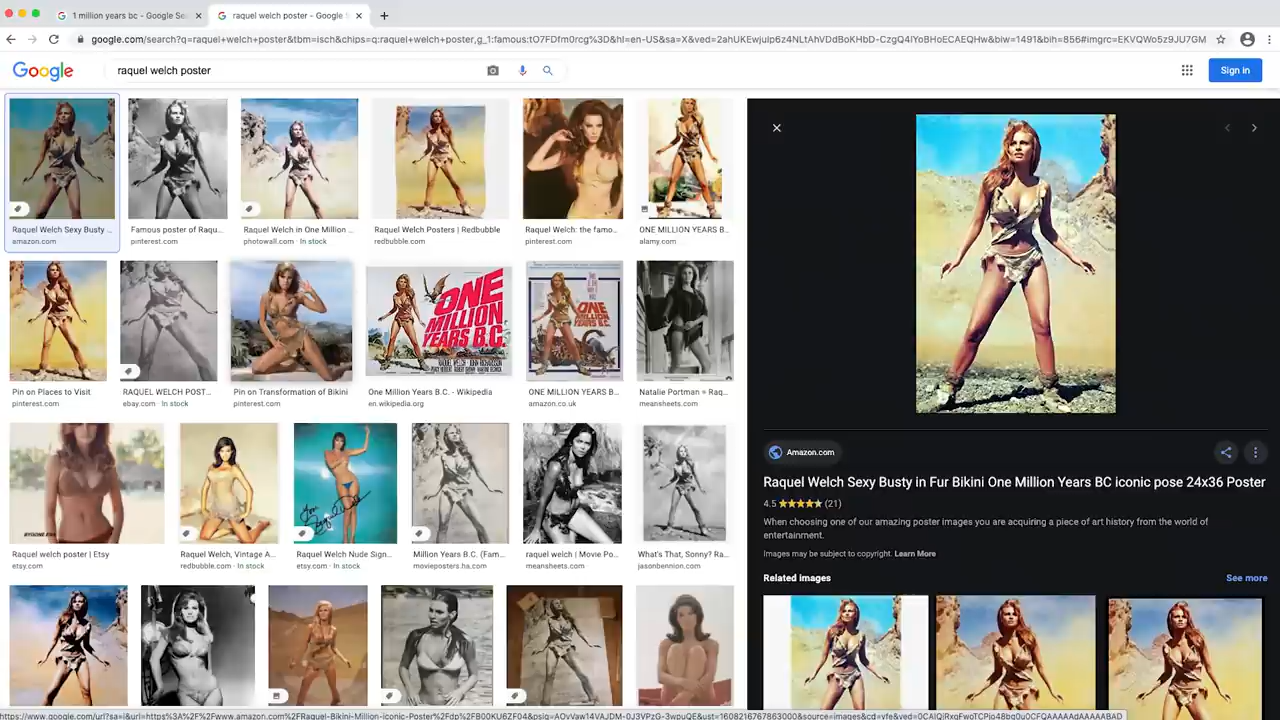 1 million years bc - Google Sea
raquel welch poster - Google S
google.com/search?q=raquel+welch+poster&tbm=isch&chips=q:raquel+welch+poster,g_1:famous:tO7FDfm0rcg%3D&hl=en-US&sa=X&ved=2ahUKEwjulp6z4NLtAhVDdBoKHbD-CzgQ4lYoBHoECAEQHw&biw=1491&bih=856#imgrc=EKVQWo5z9JU7GM
Google
raquel welch poster
Sign in
Raquel Welch Sexy Busty ...
amazon.com
Famous poster of Raqu...
pinterest.com
Raquel Welch in One Million ...
photowall.com · In stock
Raquel Welch Posters | Redbubble
redbubble.com
Raquel Welch: the famo...
pinterest.com
ONE MILLION YEARS B...
alamy.com
Pin on Places to Visit
pinterest.com
RAQUEL WELCH POST...
ebay.com · In stock
Pin on Transformation of Bikini
pinterest.com
ONE
MILLION
YEARS B.C.
One Million Years B.C. - Wikipedia
en.wikipedia.org
ONE
MILLION
YEARS B.C.
ONE MILLION YEARS B...
amazon.co.uk
Natalie Portman = Raq...
meansheets.com
Raquel welch poster | Etsy
etsy.com
Raquel Welch, Vintage A...
redbubble.com · In stock
Raquel Welch Nude Sign...
etsy.com · In stock
Million Years B.C. (Fam...
movieposters.ha.com
raquel welch | Movie Po...
meansheets.com
What's That, Sonny? Ra...
jasonbennion.com
Amazon.com
Raquel Welch Sexy Busty in Fur Bikini One Million Years BC iconic pose 24x36 Poster
4.5 (21)
When choosing one of our amazing poster images you are acquiring a piece of art history from the world of
entertainment.
Images may be subject to copyright. Learn More
Related images
See more